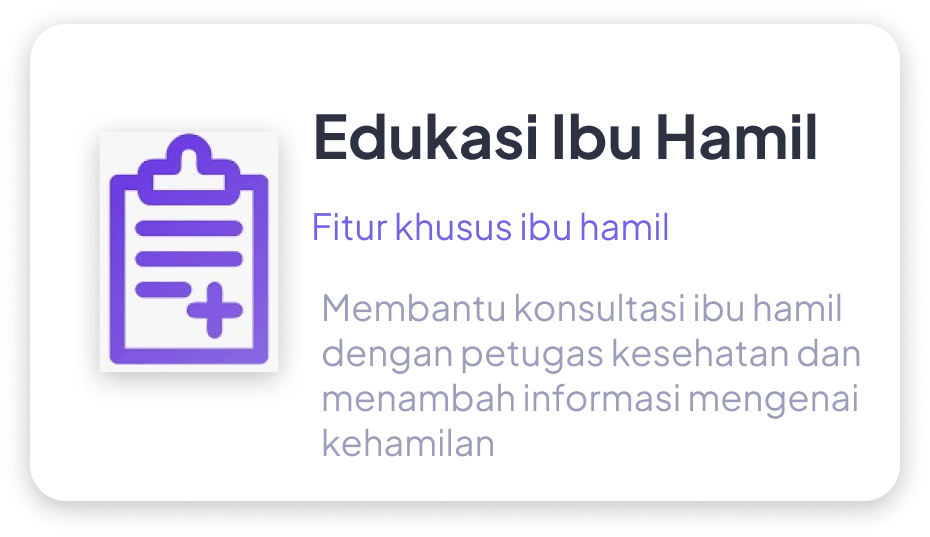 Edukasi Ibu Hamil
Fitur khusus ibu hamil
Membantu konsultasi ibu hamil
dengan petugas kesehatan dan
menambah informasi mengenai
kehamilan